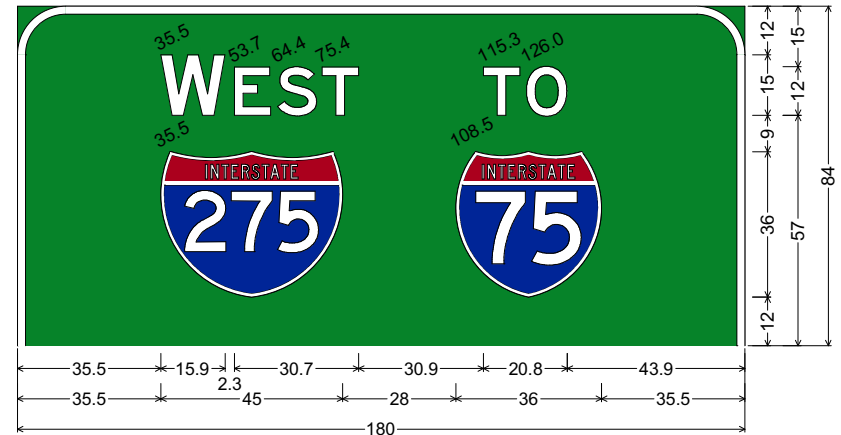 35.5 53.7 64.4 75.4 115.3 126.0
WEST TO
35.5 108.5
INTERSTATE INTERSTATE
275 75
12 15 9 36 12
15 12 57
84
35.5 15.9 2.3 30.7 30.9 20.8 43.9
35.5 45 28 36 35.5
180